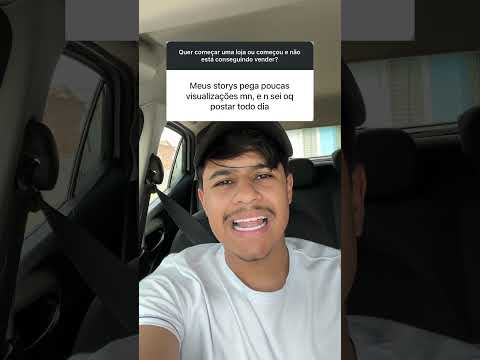 Quer começar uma loja ou começou e não
está conseguindo vender?
Meus storys pega poucas
visualizações mn, e n sei oq
postar todo dia